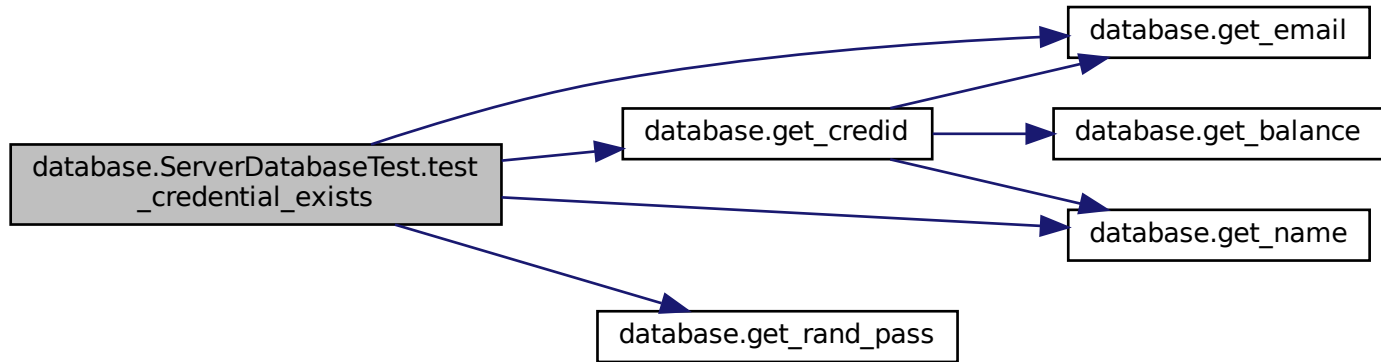 database.ServerDatabaseTest.test
_credential_exists
database.get_email
database.get_credid
database.get_balance
database.get_name
database.get_rand_pass